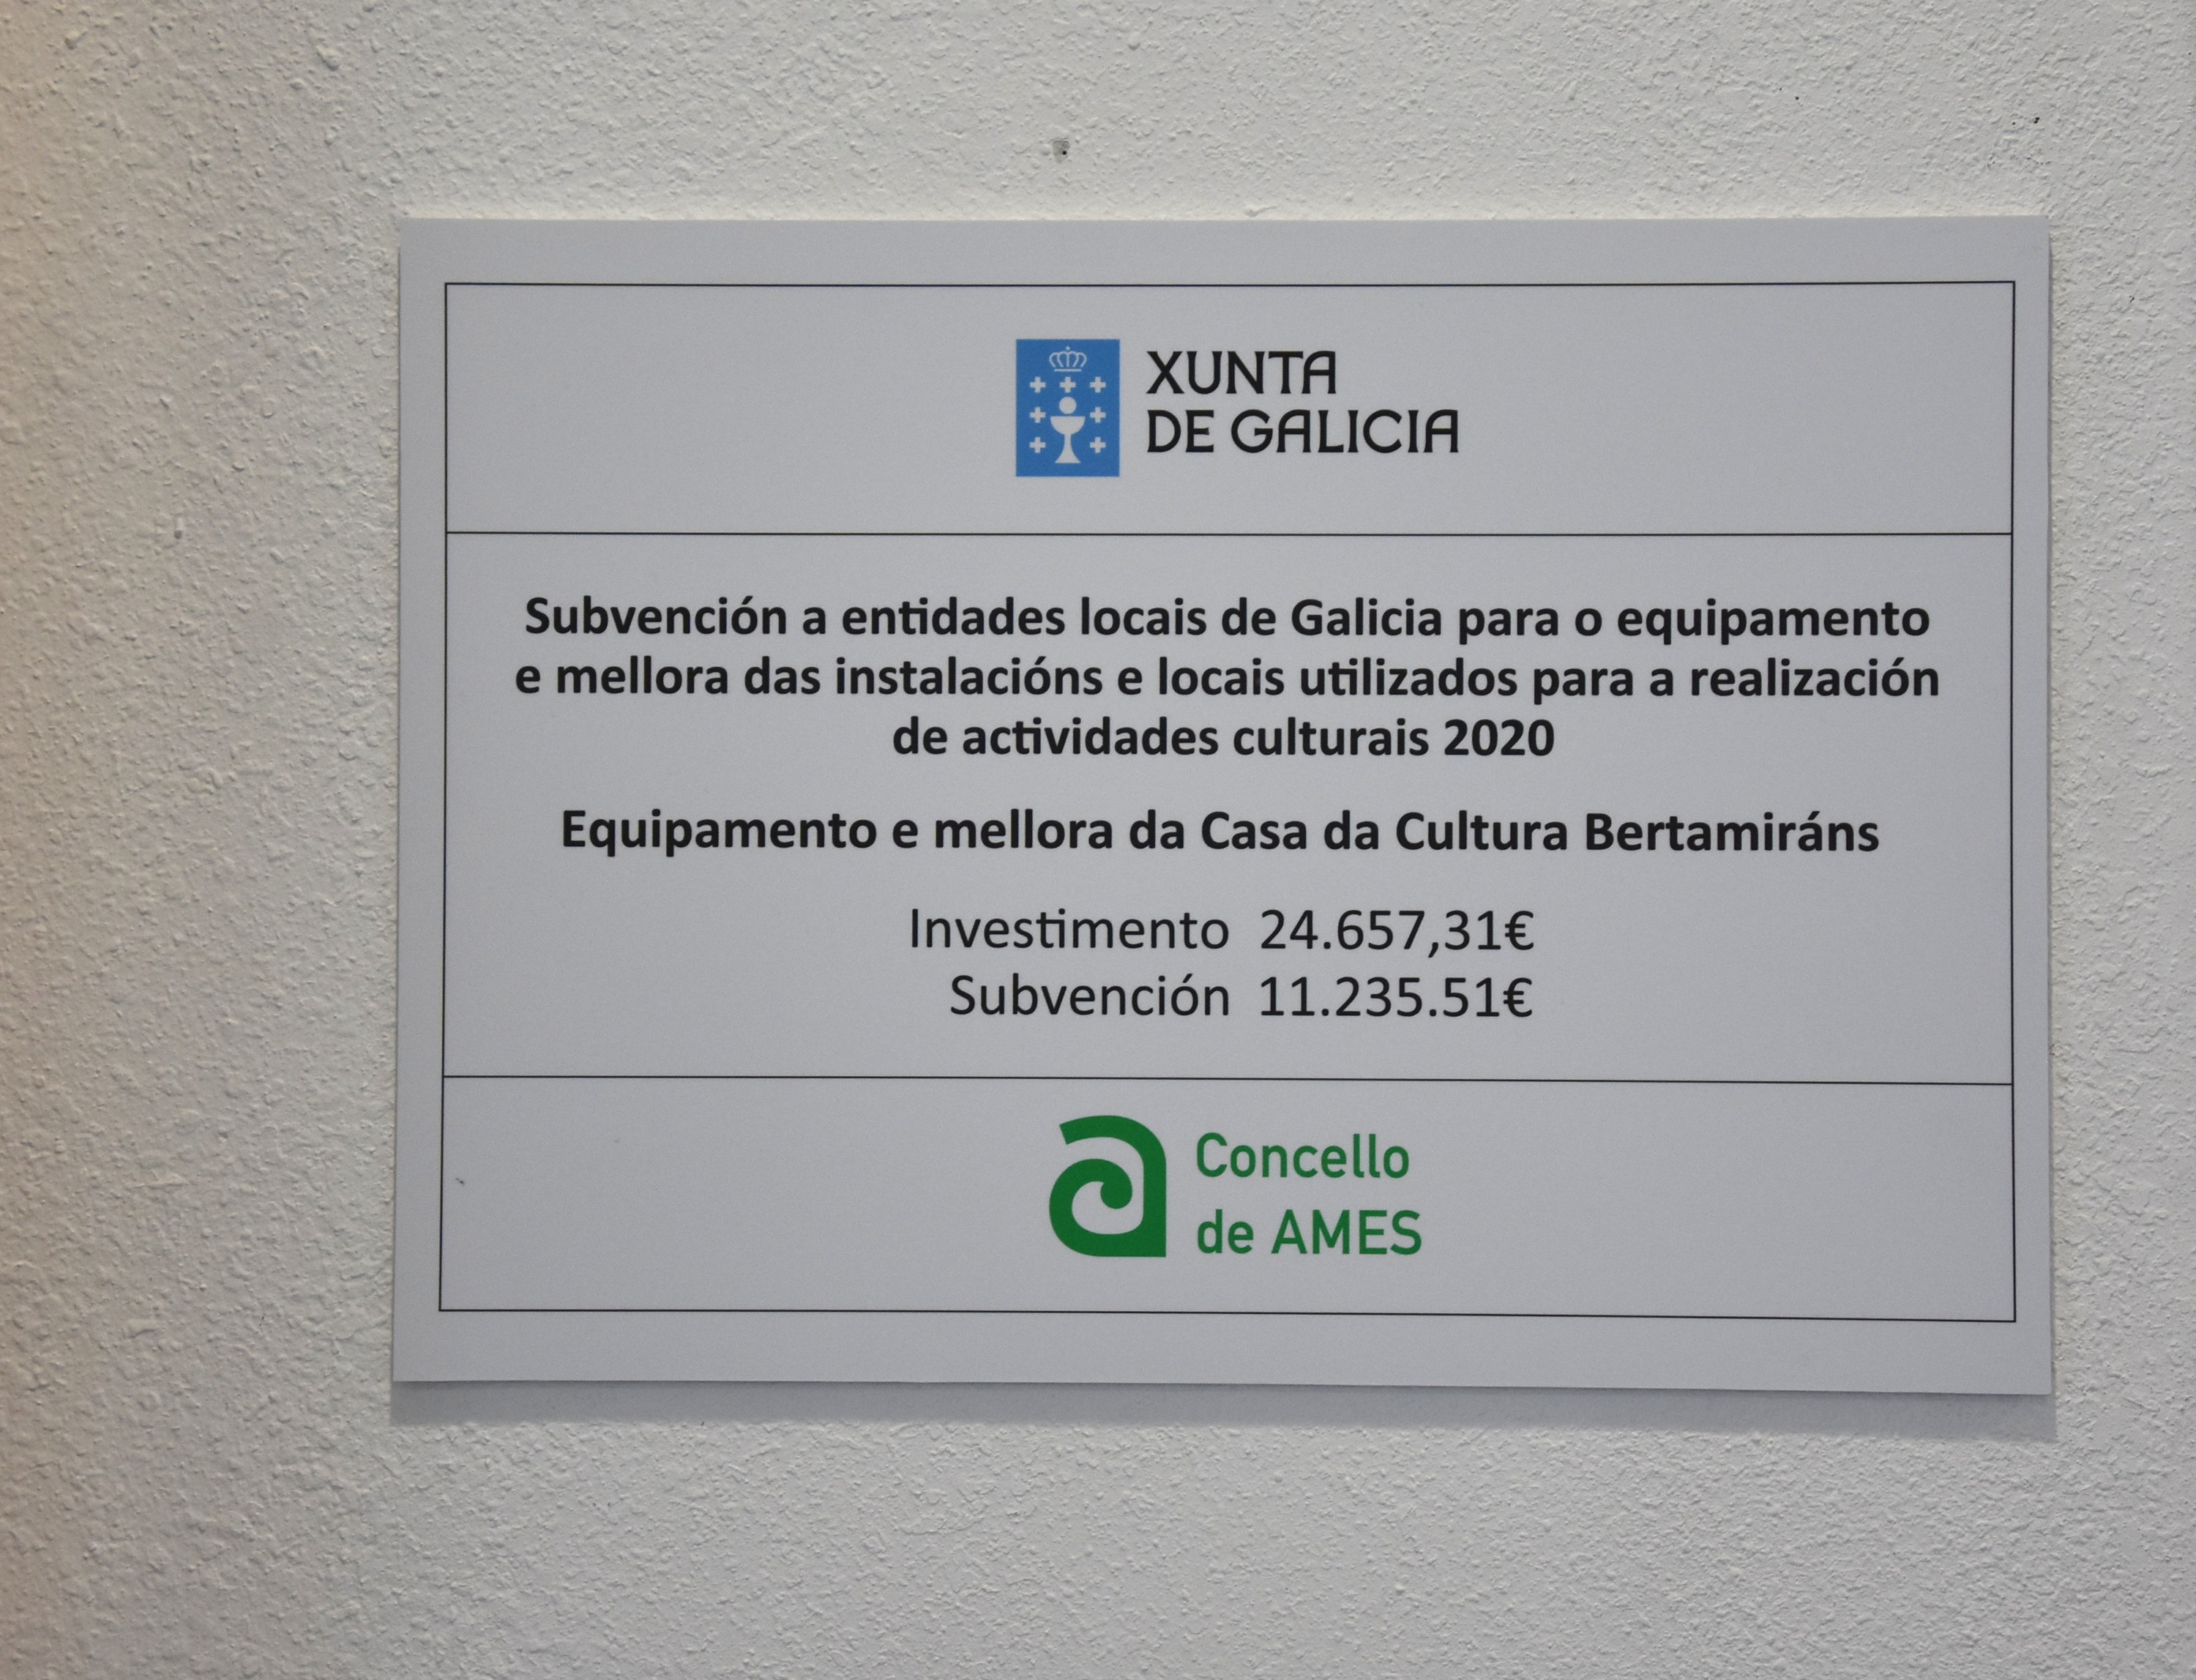 XUNTA
DE GALICIA
Subvención a entidades locais de Galicia para o equipamento
e mellora das instalacións e locais utilizados para a realización
de actividades culturais 2020
Equipamento e mellora da Casa da Cultura Bertamiráns
Investimento 24.657,31€
Subvención 11.235.51€
Concello
de AMES